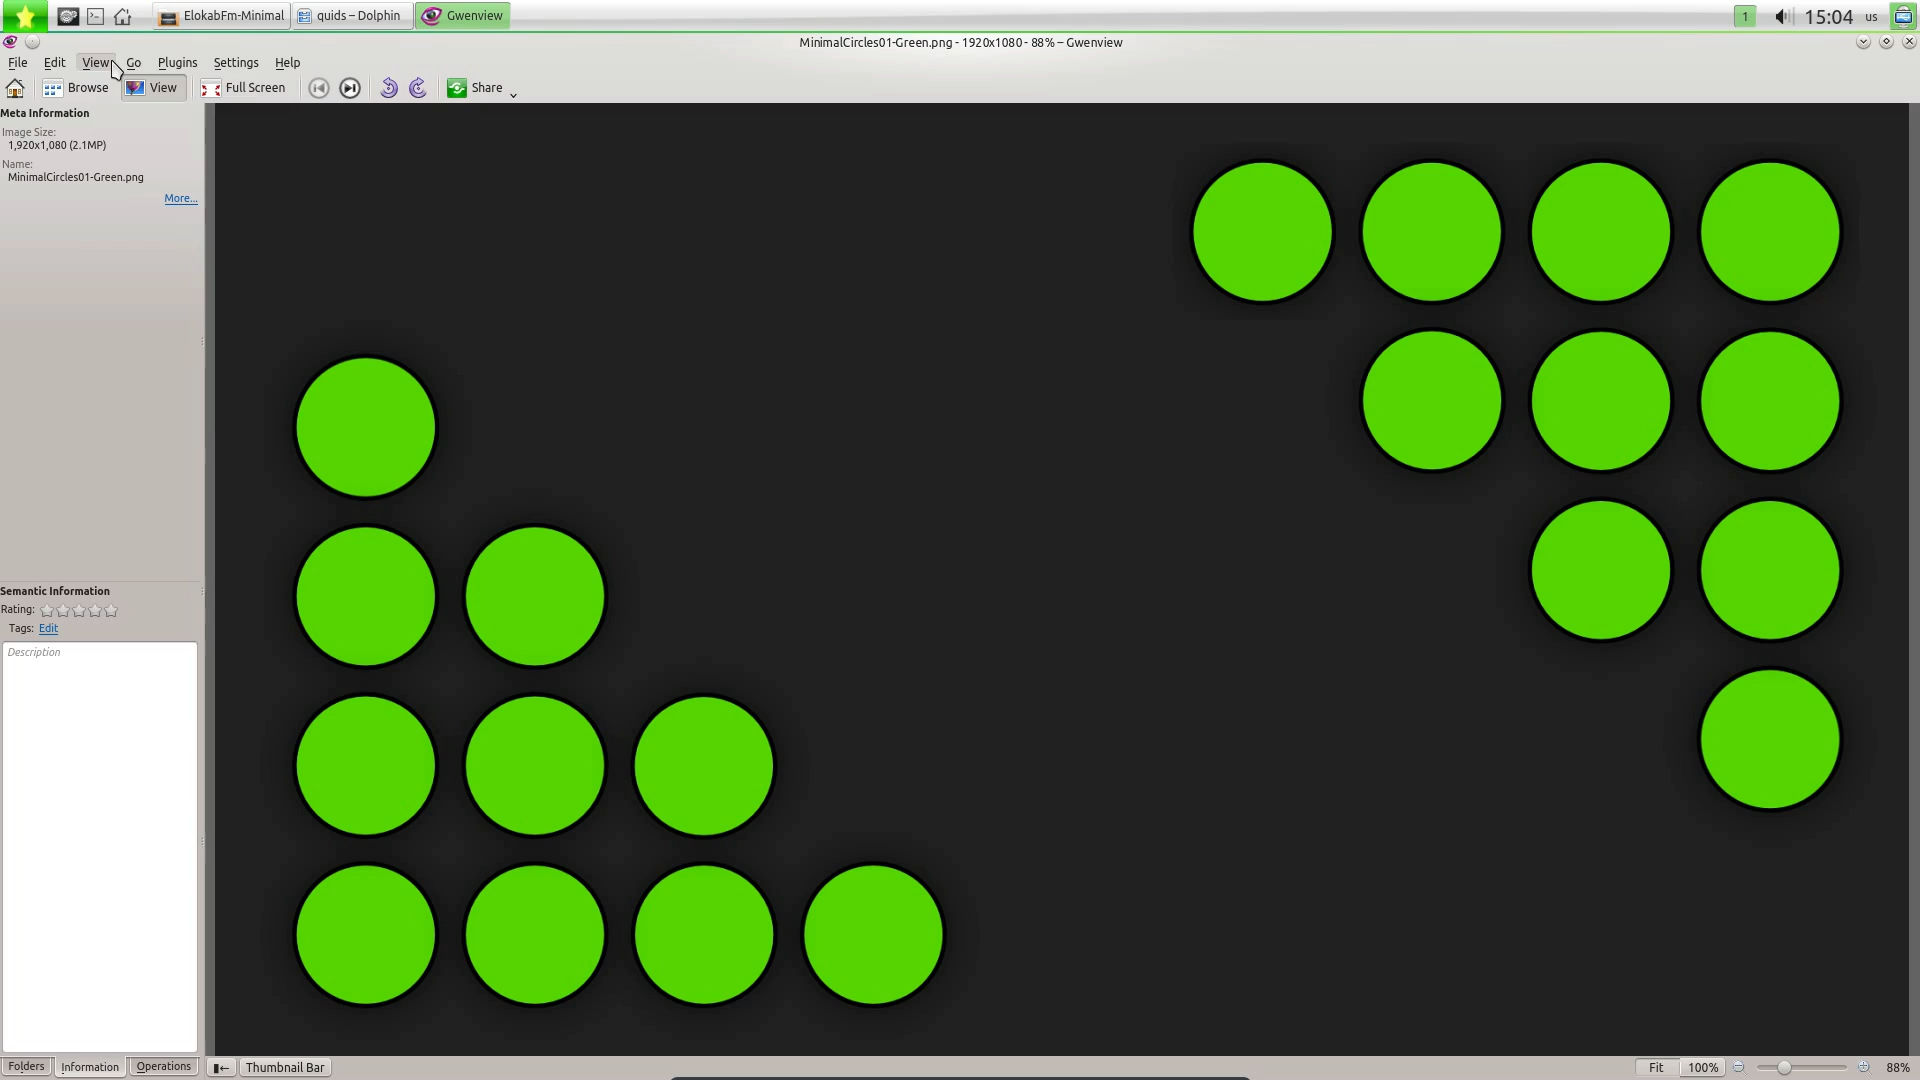 ElokabFm-Minimal
quids – Dolphin
Gwenview
1
15:04
us
MinimalCircles01-Green.png - 1920x1080 - 88% – Gwenview
File Edit View Go Plugins Settings Help
Browse View Full Screen Share
Meta Information
Image Size:
1,920x1,080 (2.1MP)
Name:
MinimalCircles01-Green.png
More...
Semantic Information
Rating:
Tags: Edit
Description
Folders Information Operations
Thumbnail Bar
Fit 100% 88%